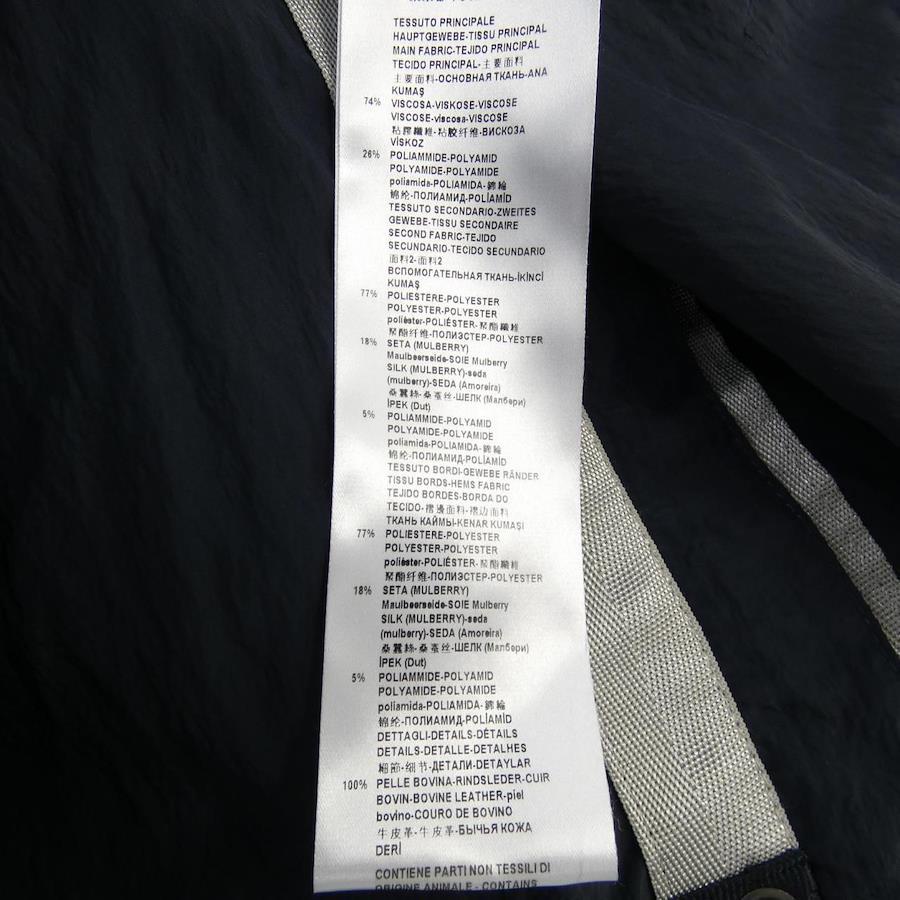 TESSUTO PRINCIPALE
HAUPTGEWEBE-TISSU PRINCIPAL
MAIN FABRIC-TEJIDO PRINCIPAL
TECIDO PRINCIPAL-主要面料
主要面料-ОСНОВНАЯ ТКАНЬ-ANA
KUMAŞ
74% VISCOSA-VISKOSE-VISCOSE
VISCOSE-viscosa-VISCOSE
粘膠纖維-粘胶纤维-ВИСКОЗА
VİSKOZ
26% POLIAMMIDE-POLYAMID
POLYAMIDE-POLYAMIDE
poliamida-POLIAMIDA-錦綸
锦纶-ПОЛИАМИД-POLİAMİD
TESSUTO SECONDARIO-ZWEITES
GEWEBE-TISSU SECONDAIRE
SECOND FABRIC-TEJIDO
SECUNDARIO-TECIDO SECUNDARIO
面料2-面料2
ВСПОМОГАТЕЛЬНАЯ ТКАНЬ-İKİNCİ
KUMAŞ
77% POLIESTERE-POLYESTER
POLYESTER-POLYESTER
poliéster-POLIÉSTER-聚酯纖維
聚酯纤维-ПОЛИЭСТЕР-POLYESTER
18% SETA (MULBERRY)
Maulbeerseide-SOIE Mulberry
SILK (MULBERRY)-seda
(mulberry)-SEDA (Amoreira)
桑蠶絲-桑蚕丝-ШЕЛК (Малбери)
İPEK (Dut)
5% POLIAMMIDE-POLYAMID
POLYAMIDE-POLYAMIDE
poliamida-POLIAMIDA-錦綸
锦纶-ПОЛИАМИД-POLİAMİD
TESSUTO BORDI-GEWEBE RÄNDER
TISSU BORDS-HEMS FABRIC
TEJIDO BORDES-BORDA DO
TECIDO-褶邊面料-褶边面料
ТКАНЬ КАЙМЫ-KENAR KUMAŞI
77% POLIESTERE-POLYESTER
POLYESTER-POLYESTER
poliéster-POLIÉSTER-聚酯纖維
聚酯纤维-ПОЛИЭСТЕР-POLYESTER
18% SETA (MULBERRY)
Maulbeerseide-SOIE Mulberry
SILK (MULBERRY)-seda
(mulberry)-SEDA (Amoreira)
桑蠶絲-桑蚕丝-ШЕЛК (Малбери)
İPEK (Dut)
5% POLIAMMIDE-POLYAMID
POLYAMIDE-POLYAMIDE
poliamida-POLIAMIDA-錦綸
锦纶-ПОЛИАМИД-POLİAMİD
DETTAGLI-DETAILS-DÉTAILS
DETAILS-DETALLE-DETALHES
細節-细节-ДЕТАЛИ-DETAYLAR
100% PELLE BOVINA-RINDSLEDER-CUIR
BOVIN-BOVINE LEATHER-piel
bovino-COURO DE BOVINO
牛皮革-牛皮革-БЫЧЬЯ КОЖА
DERİ
CONTIENE PARTI NON TESSILI DI
ORIGINE ANIMALE - CONTAINS